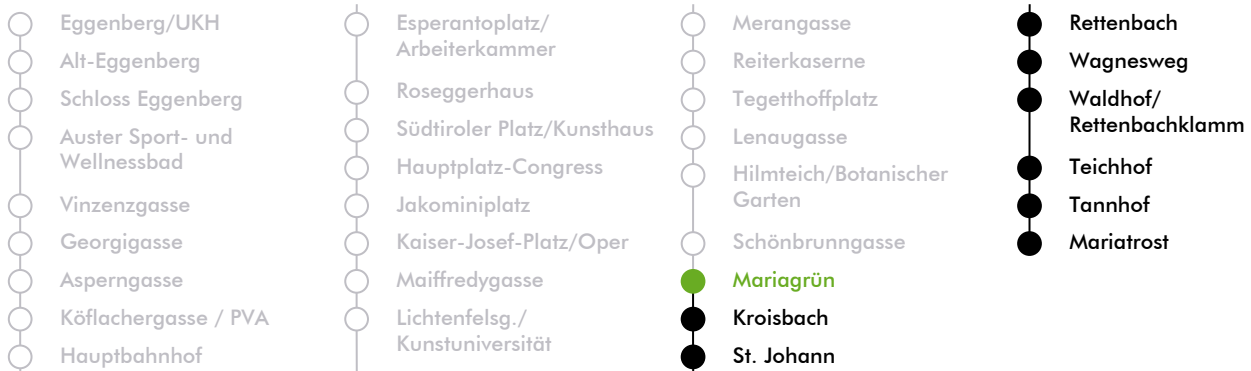 Eggenberg/UKH
Alt-Eggenberg
Schloss Eggenberg
Auster Sport- und
Wellnessbad
Vinzenzgasse
Georgigasse
Asperngasse
Köflachergasse / PVA
Hauptbahnhof
Esperantoplatz/
Arbeiterkammer
Roseggerhaus
Südtiroler Platz/Kunsthaus
Hauptplatz-Congress
Jakominiplatz
Kaiser-Josef-Platz/Oper
Maiffredygasse
Lichtenfelsg./
Kunstuniversität
Merangasse
Reiterkaserne
Tegetthoffplatz
Lenaugasse
Hilmteich/Botanischer
Garten
Schönbrunngasse
Mariagrün
Kroisbach
St. Johann
Rettenbach
Wagnesweg
Waldhof/
Rettenbachklamm
Teichhof
Tannhof
Mariatrost